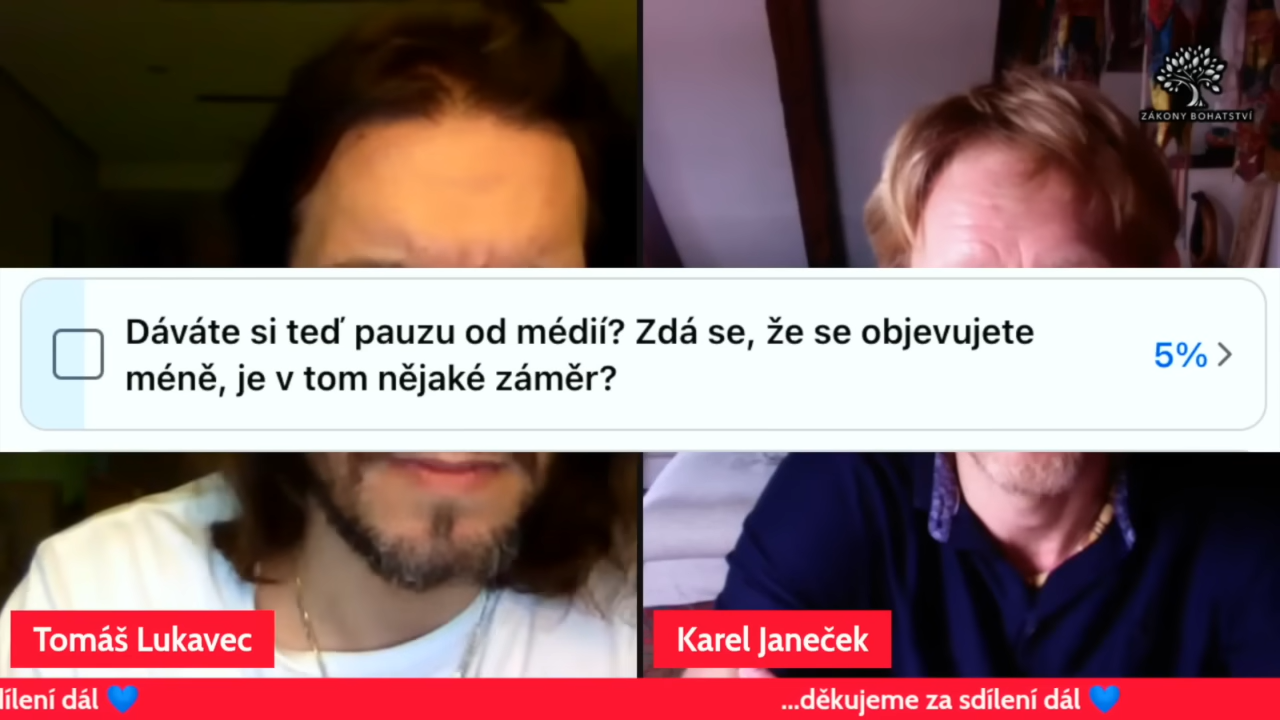 ZÁKONY BOHATSTVÍ
Dáváte si teď pauzu od médií? Zdá se, že se objevujete
méně, je v tom nějaké záměr?
5%
Tomáš Lukavec
Karel Janeček
dílení dál 💙
...děkujeme za sdílení dál 💙